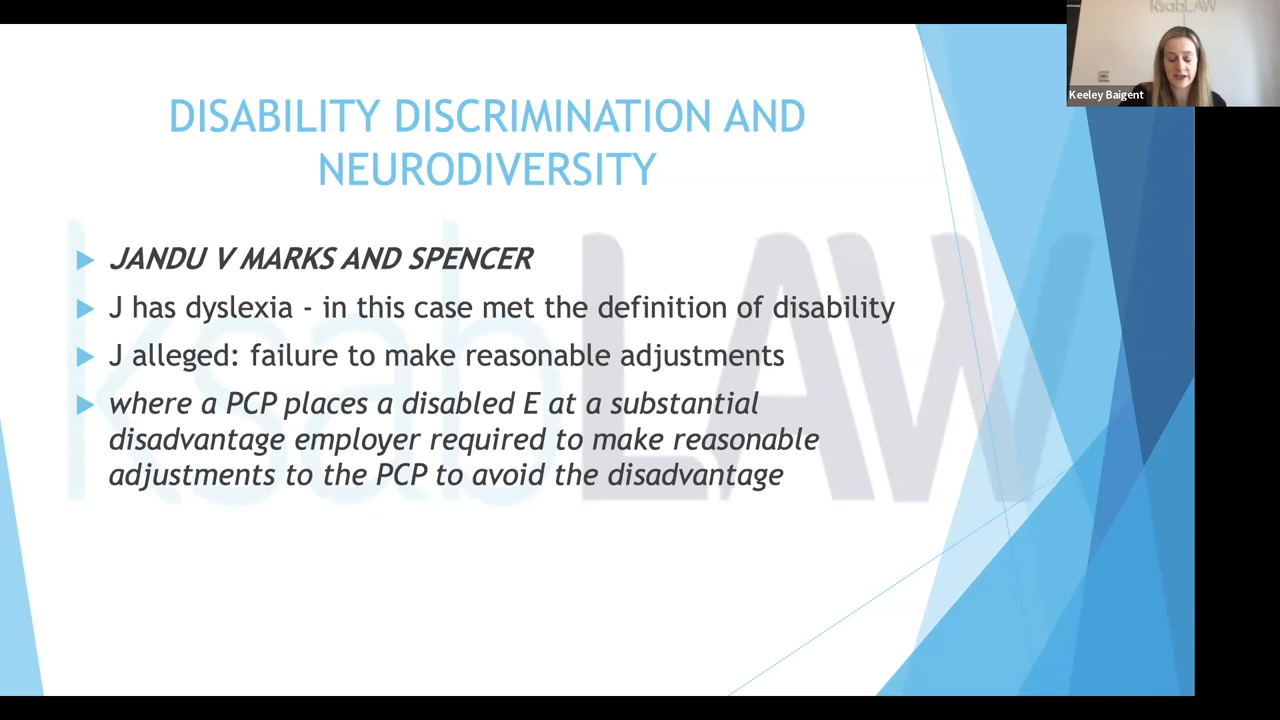 ksabLAW
Keeley Baigent
DISABILITY DISCRIMINATION AND
NEURODIVERSITY
JANDU V MARKS AND SPENCER
J has dyslexia - in this case met the definition of disability
J alleged: failure to make reasonable adjustments
where a PCP places a disabled E at a substantial
disadvantage employer required to make reasonable
adjustments to the PCP to avoid the disadvantage
ksabLAW